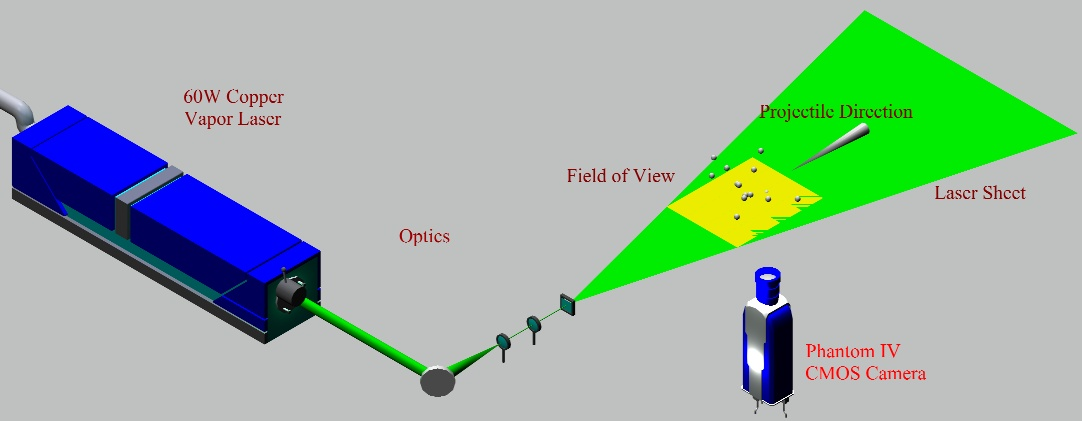 60W Copper
Vapor Laser
Projectile Direction
Field of View
Laser Sheet
Optics
Phantom IV
CMOS Camera